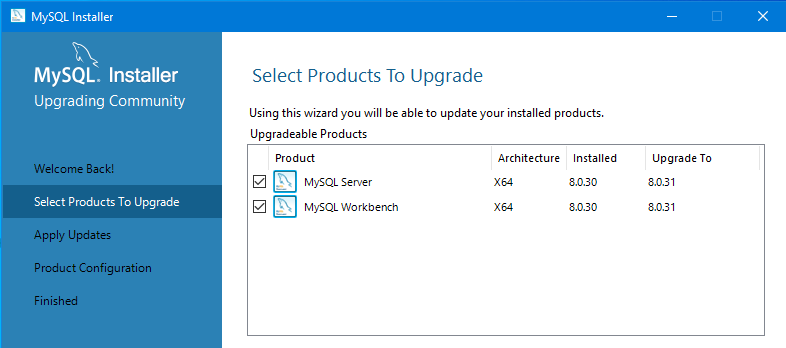 MySQL Installer
MySQL. Installer
Upgrading Community
Welcome Back!
Select Products To Upgrade
Apply Updates
Product Configuration
Finished
Select Products To Upgrade
Using this wizard you will be able to update your installed products.
Upgradeable Products
Product Architecture Installed Upgrade To
MySQL Server X64 8.0.30 8.0.31
MySQL Workbench X64 8.0.30 8.0.31